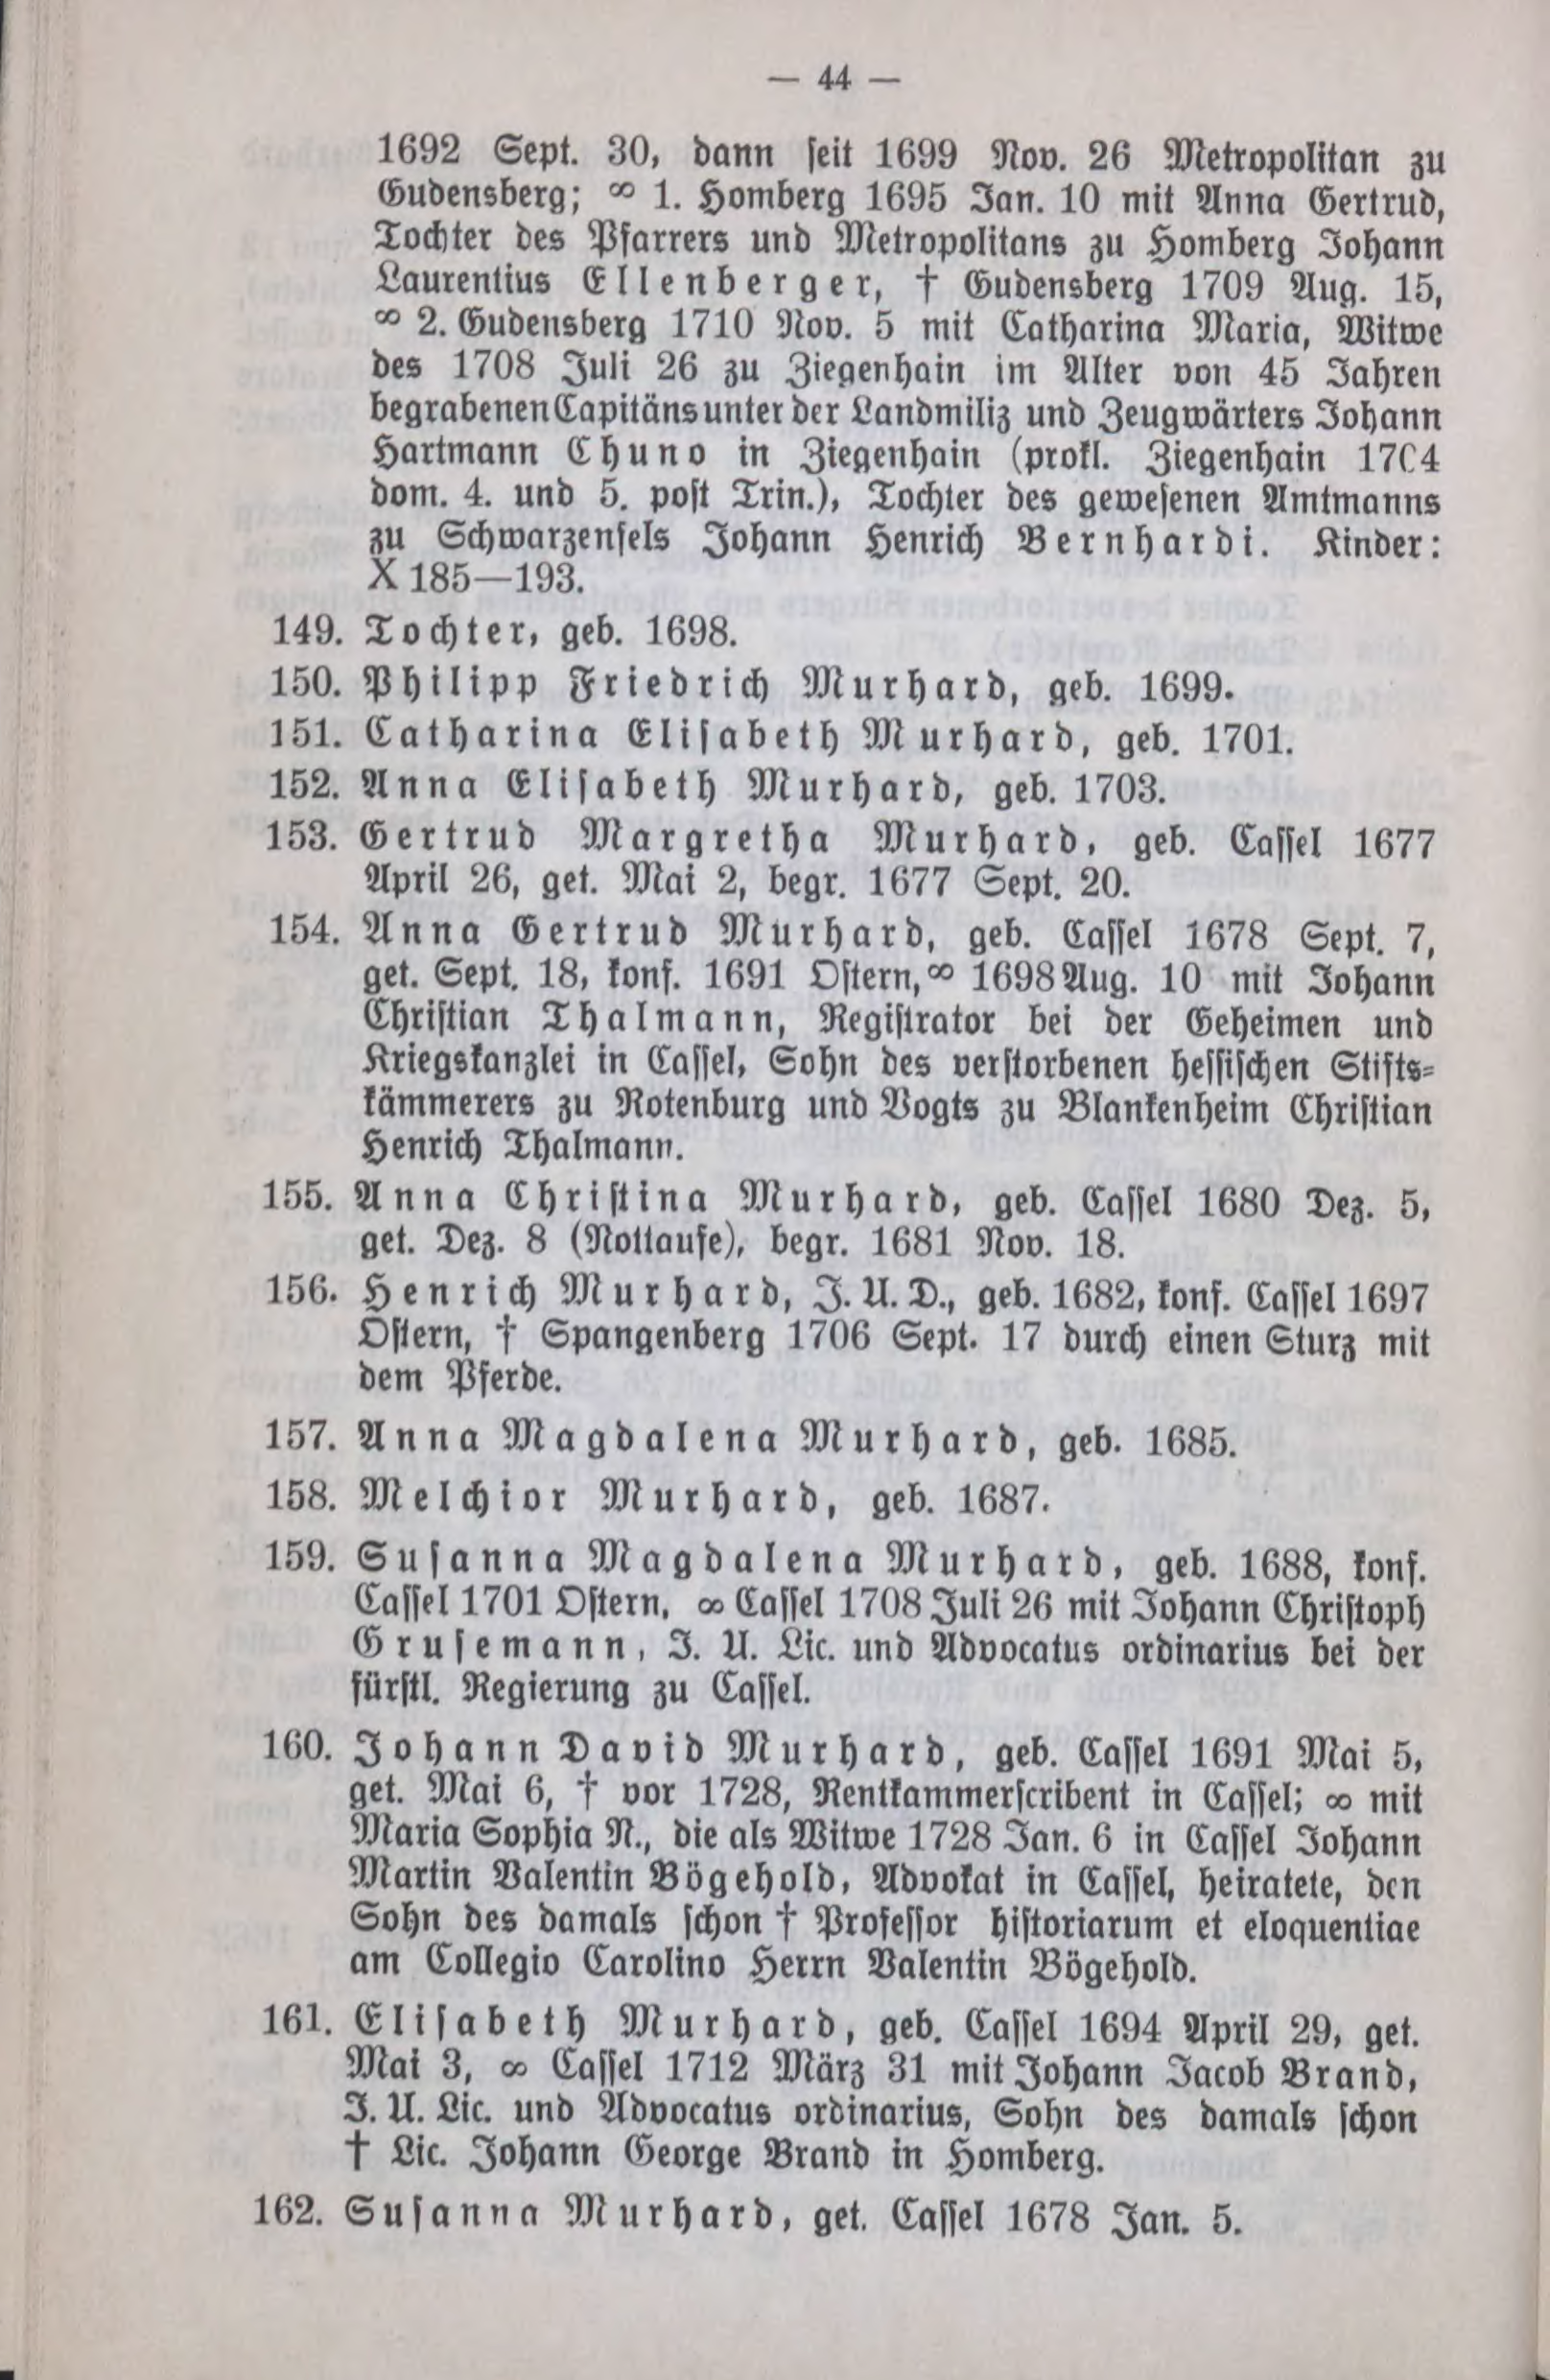 — 44 —
1692 Sept. 30, dann seit 1699 Nov. 26 Metropolitan zu
Gudensberg; ∞ 1. Homberg 1695 Jan. 10 mit Anna Gertrud,
Tochter des Pfarrers und Metropolitans zu Homberg Johann
Laurentius Ellenberger, † Gudensberg 1709 Aug. 15,
∞ 2. Gudensberg 1710 Nov. 5 mit Catharina Maria, Witwe
des 1708 Juli 26 zu Ziegenhain im Alter von 45 Jahren
begrabenen Capitäns unter der Landmiliz und Zeugwärters Johann
Hartmann Chuno in Ziegenhain (prokl. Ziegenhain 1704
dom. 4. und 5. post Trin.), Tochter des gewesenen Amtmanns
zu Schwarzenfels Johann Henrich Bernhardi. Kinder:
X 185—193.
149. Tochter, geb. 1698.
150. Philipp Friedrich Murhard, geb. 1699.
151. Catharina Elisabeth Murhard, geb. 1701.
152. Anna Elisabeth Murhard, geb. 1703.
153. Gertrud Margretha Murhard, geb. Cassel 1677
April 26, get. Mai 2, begr. 1677 Sept. 20.
154. Anna Gertrud Murhard, geb. Cassel 1678 Sept. 7,
get. Sept. 18, konf. 1691 Ostern, ∞ 1698 Aug. 10 mit Johann
Christian Thalmann, Registrator bei der Geheimen und
Kriegskanzlei in Cassel, Sohn des verstorbenen hessischen Stifts-
kämmerers zu Rotenburg und Vogts zu Blankenheim Christian
Henrich Thalmann.
155. Anna Christina Murhard, geb. Cassel 1680 Dez. 5,
get. Dez. 8 (Nottaufe), begr. 1681 Nov. 18.
156. Henrich Murhard, J. U. D., geb. 1682, konf. Cassel 1697
Ostern, † Spangenberg 1706 Sept. 17 durch einen Sturz mit
dem Pferde.
157. Anna Magdalena Murhard, geb. 1685.
158. Melchior Murhard, geb. 1687.
159. Susanna Magdalena Murhard, geb. 1688, konf.
Cassel 1701 Ostern, ∞ Cassel 1708 Juli 26 mit Johann Christoph
Grusemann, J. U. Lic. und Advocatus ordinarius bei der
fürstl. Regierung zu Cassel.
160. Johann David Murhard, geb. Cassel 1691 Mai 5,
get. Mai 6, † vor 1728, Rentkammerscribent in Cassel; ∞ mit
Maria Sophia N., die als Witwe 1728 Jan. 6 in Cassel Johann
Martin Valentin Bögehold, Advokat in Cassel, heiratete, den
Sohn des damals schon † Professor historiarum et eloquentiae
am Collegio Carolino Herrn Valentin Bögehold.
161. Elisabeth Murhard, geb. Cassel 1694 April 29, get.
Mai 3, ∞ Cassel 1712 März 31 mit Johann Jacob Brand,
J. U. Lic. und Advocatus ordinarius, Sohn des damals schon
† Lic. Johann George Brand in Homberg.
162. Susanna Murhard, get. Cassel 1678 Jan. 5.